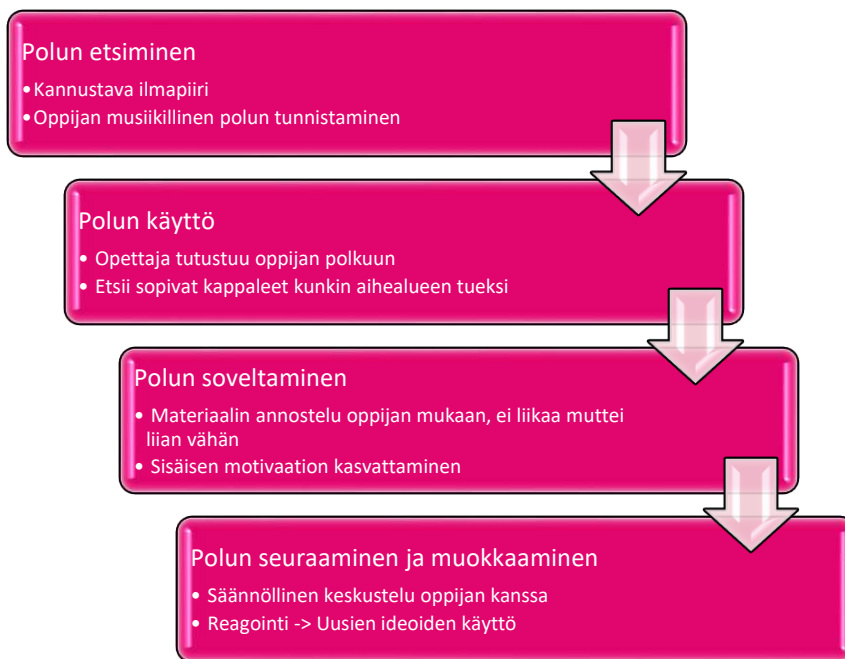 Polun etsiminen
•Kannustava ilmapiiri
•Oppijan musiikillinen polun tunnistaminen
Polun käyttö
• Opettaja tutustuu oppijan polkuun
• Etsii sopivat kappaleet kunkin aihealueen tueksi
Polun soveltaminen
• Materiaalin annostelu oppijan mukaan, ei liikaa muttei
liian vähän
• Sisäisen motivaation kasvattaminen
Polun seuraaminen ja muokkaaminen
• Säännöllinen keskustelu oppijan kanssa
• Reagointi -> Uusien ideoiden käyttö